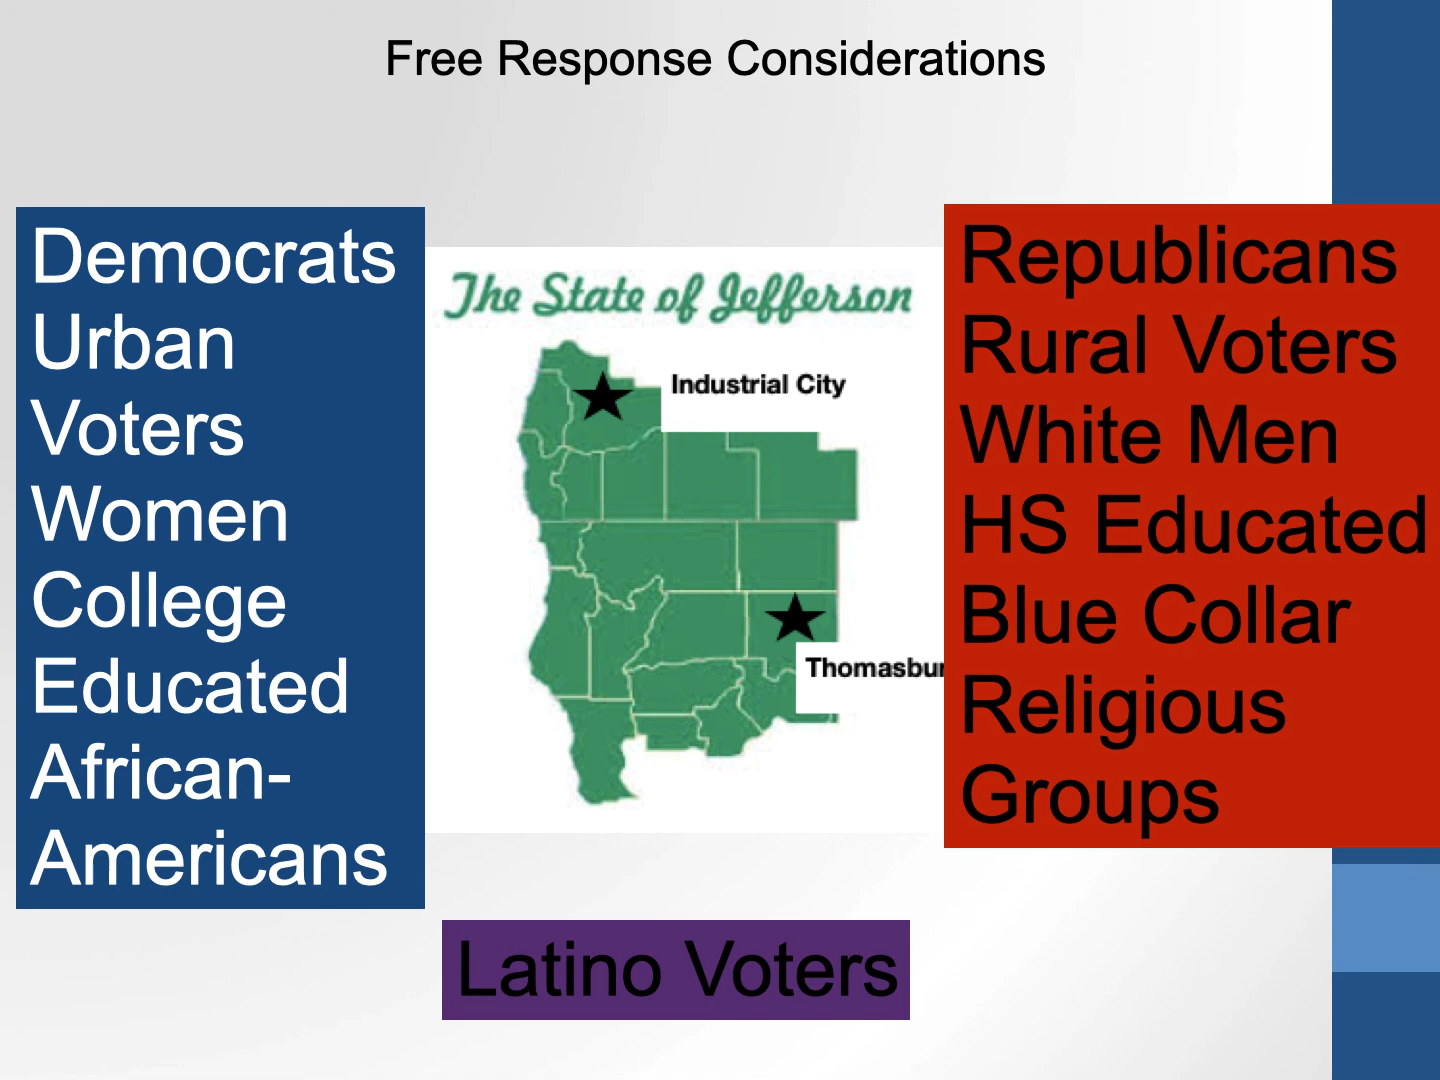 Free Response Considerations
Democrats
Urban
Voters
Women
College
Educated
African-
Americans
The State of Jefferson
Industrial City
Thomasbur
Republicans
Rural Voters
White Men
HS Educated
Blue Collar
Religious
Groups
Latino Voters